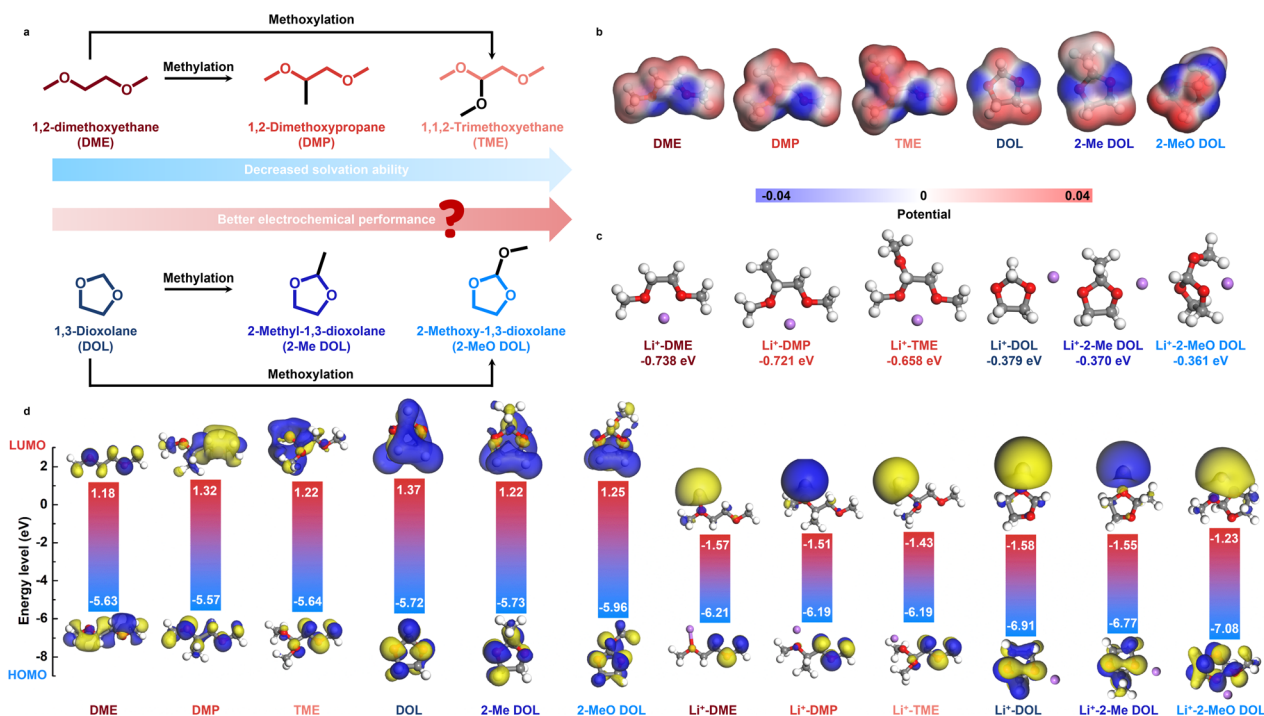 a
Methoxylation
Methylation
O
O
O
O
O
O
O
1,2-dimethoxyethane
(DME)
1,2-Dimethoxypropane
(DMP)
1,1,2-Trimethoxyethane
(TME)
Decreased solvation ability
Better electrochemical performance
?
O
O
Methylation
O
O
O
O
O
1,3-Dioxolane
(DOL)
2-Methyl-1,3-dioxolane
(2-Me DOL)
2-Methoxy-1,3-dioxolane
(2-MeO DOL)
Methoxylation
b
DME
DMP
TME
DOL
2-Me DOL
2-MeO DOL
-0.04
0
0.04
Potential
c
Li⁺-DME
-0.738 eV
Li⁺-DMP
-0.721 eV
Li⁺-TME
-0.658 eV
Li⁺-DOL
-0.379 eV
Li⁺-2-Me DOL
-0.370 eV
Li⁺-2-MeO DOL
-0.361 eV
d
LUMO
HOMO
Energy level (eV)
2
0
-2
-4
-6
-8
1.18
1.32
1.22
1.37
1.22
1.25
-1.57
-1.51
-1.43
-1.58
-1.55
-1.23
-5.63
-5.57
-5.64
-5.72
-5.73
-5.96
-6.21
-6.19
-6.19
-6.91
-6.77
-7.08
DME
DMP
TME
DOL
2-Me DOL
2-MeO DOL
Li⁺-DME
Li⁺-DMP
Li⁺-TME
Li⁺-DOL
Li⁺-2-Me DOL
Li⁺-2-MeO DOL